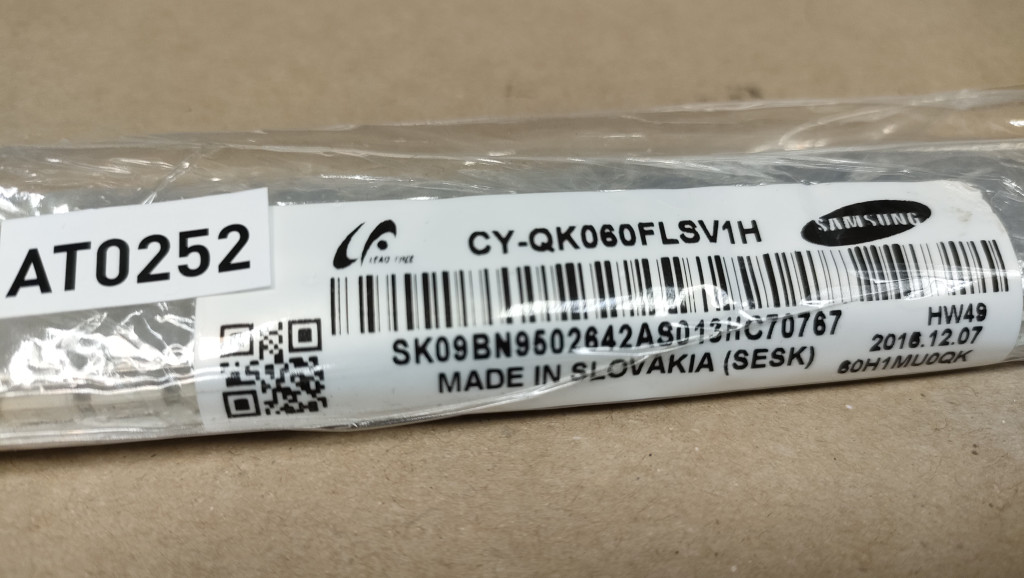 AT0252
LEAD FREE
CY-QK060FLSV1H
SAMSUNG
SK09BN9502642AS013HC70767
HW49
MADE IN SLOVAKIA (SESK)
2016.12.07
60H1MU0QK